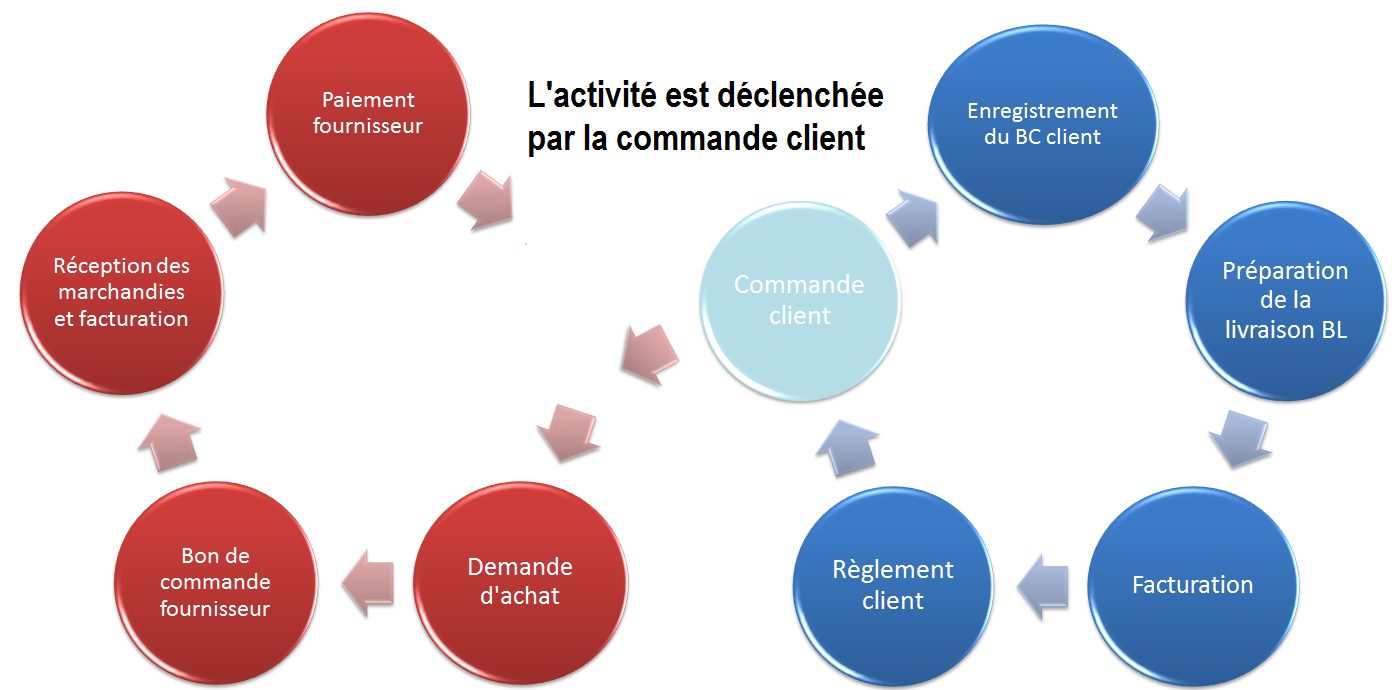 L'activité est déclenchée
par la commande client
Paiement
fournisseur
Réception des
marchandies
et facturation
Bon de
commande
fournisseur
Demande
d'achat
Commande
client
Enregistrement
du BC client
Préparation
de la
livraison BL
Facturation
Règlement
client